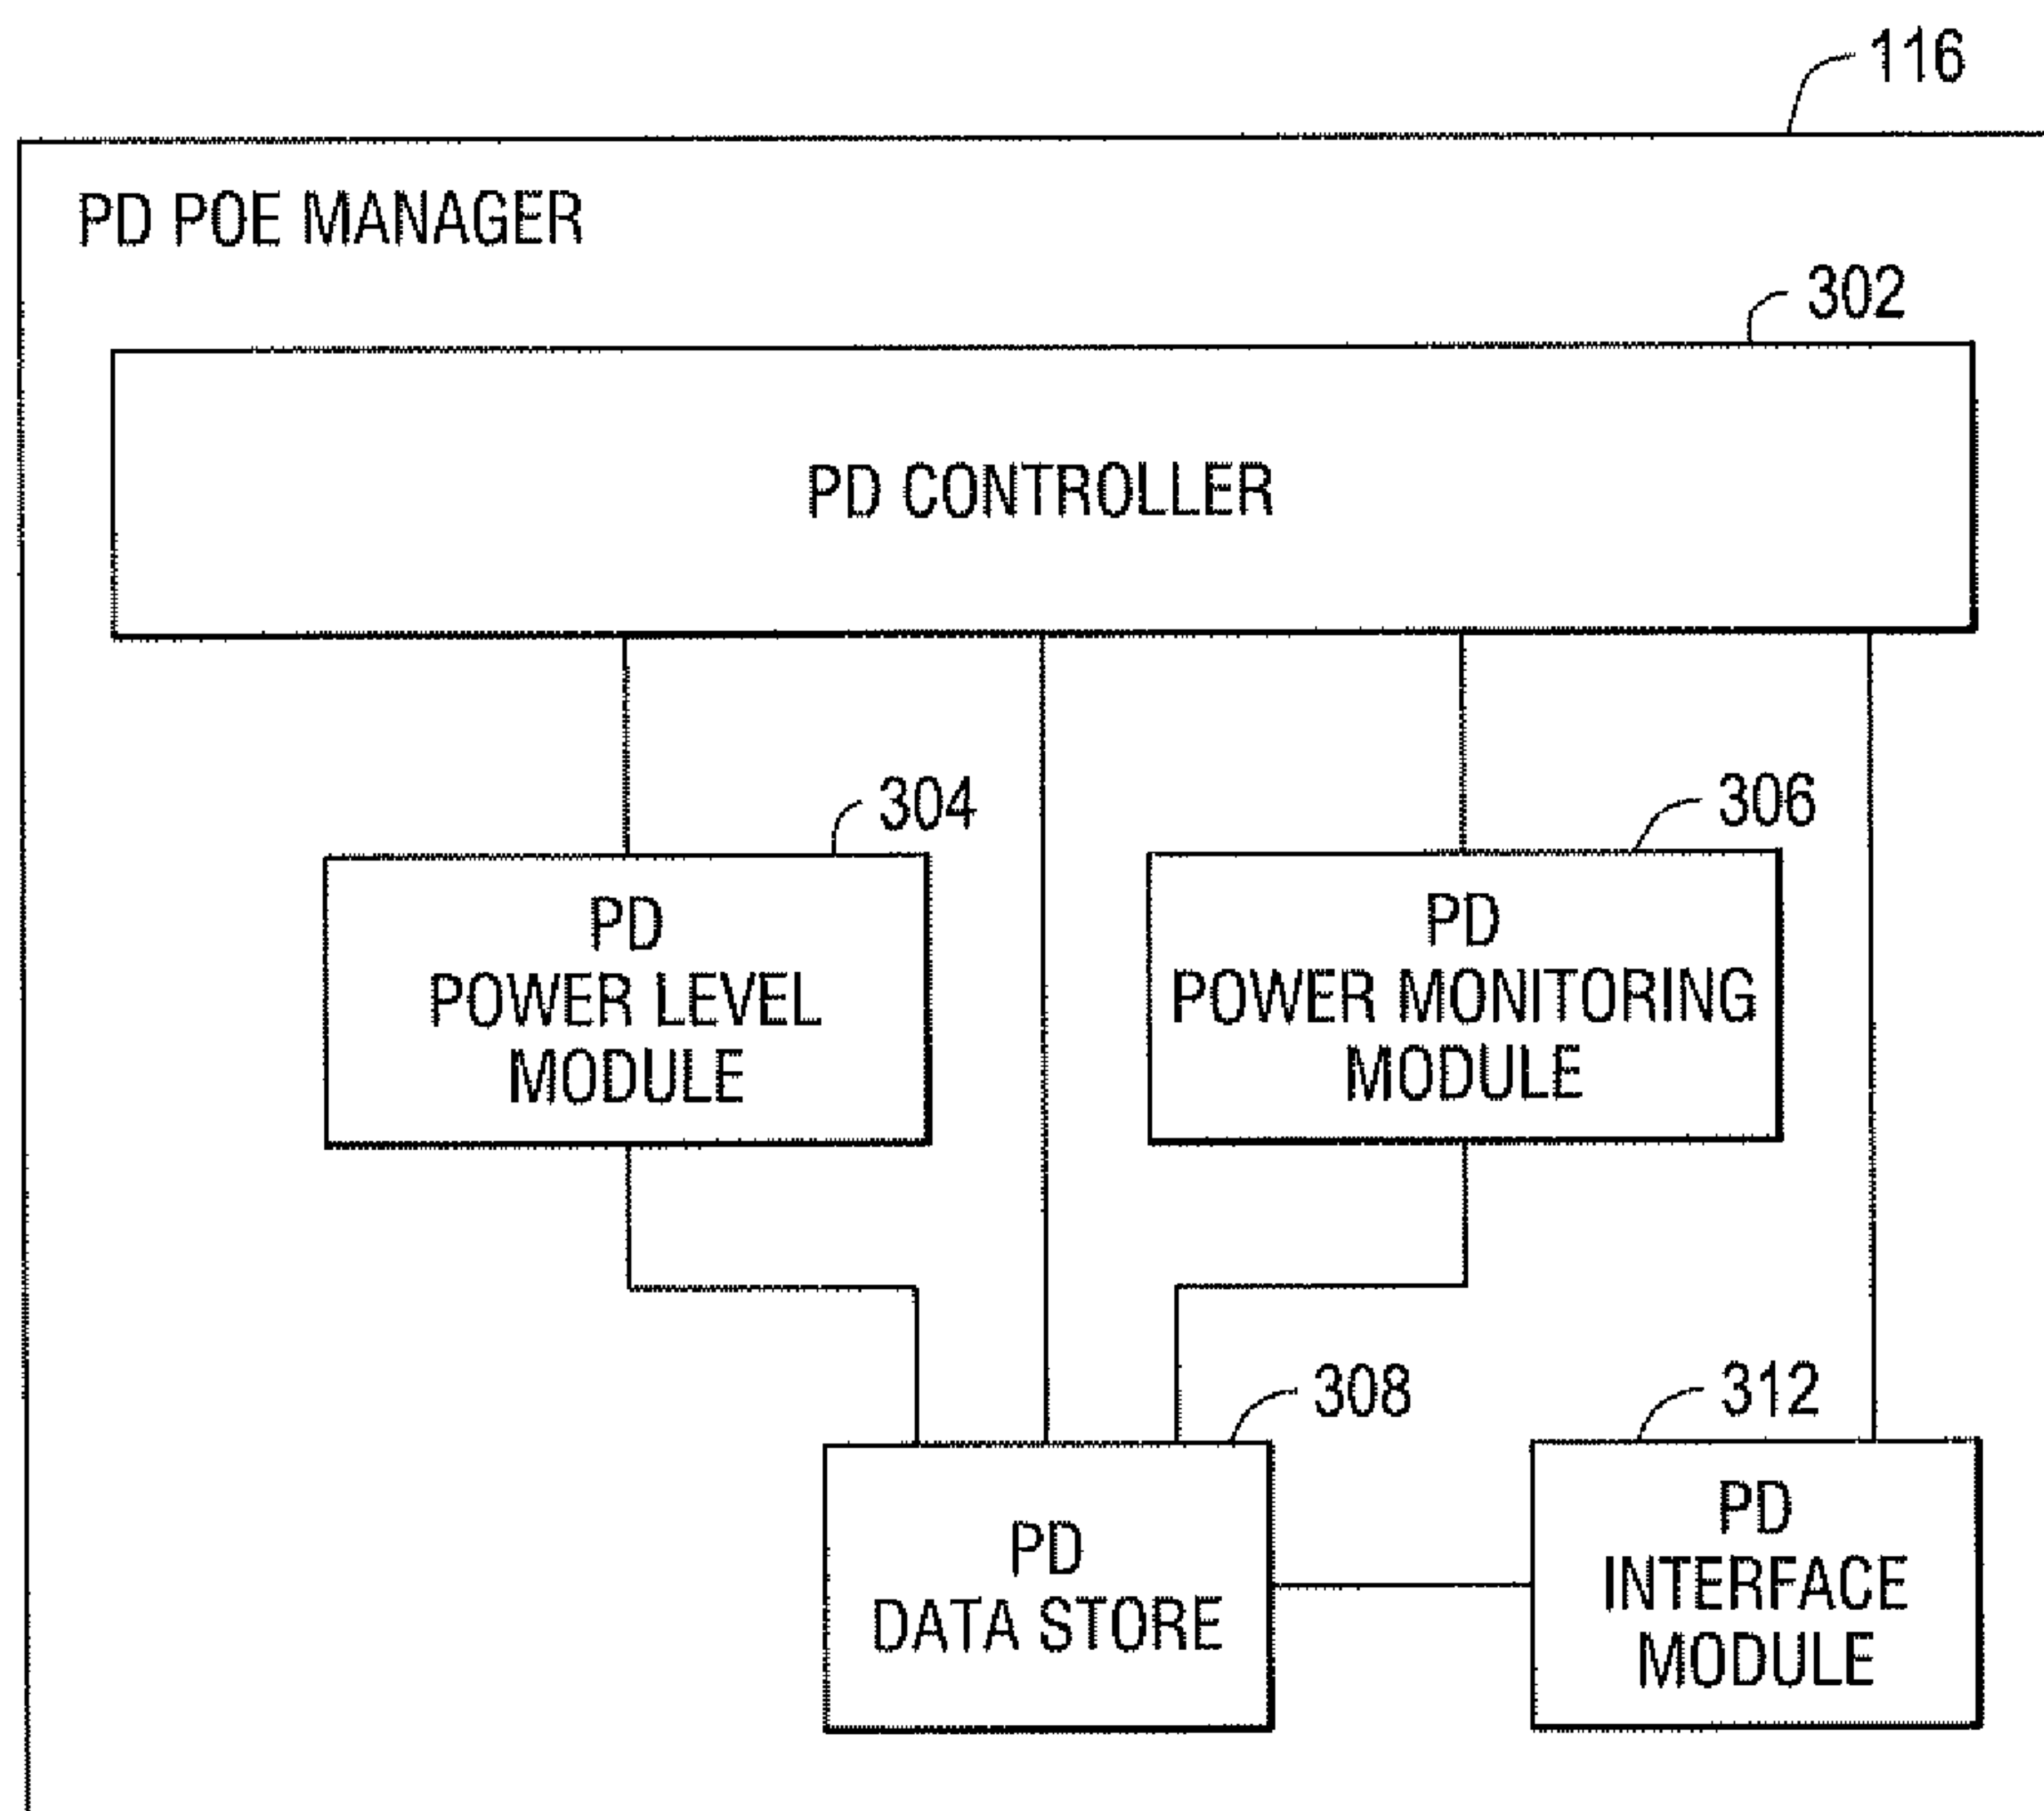 116
PD POE MANAGER
302
PD CONTROLLER
304
306
PD
POWER LEVEL
MODULE
PD
POWER MONITORING
MODULE
308
312
PD
DATA STORE
PD
INTERFACE
MODULE